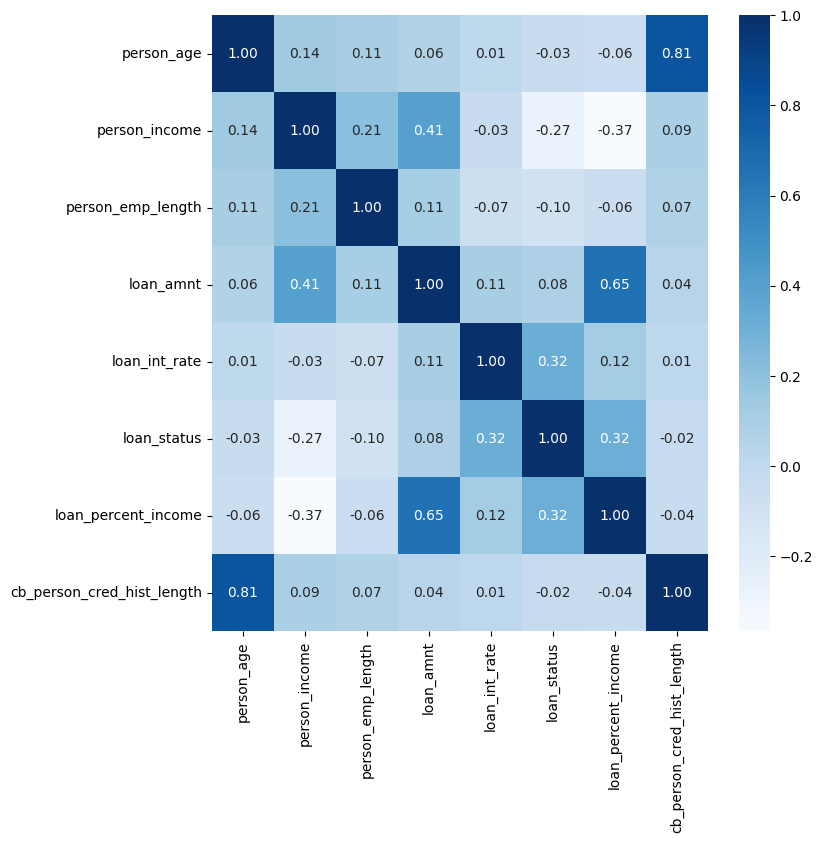 person_age 1.00 0.14 0.11 0.06 0.01 -0.03 -0.06 0.81
person_income 0.14 1.00 0.21 0.41 -0.03 -0.27 -0.37 0.09
person_emp_length 0.11 0.21 1.00 0.11 -0.07 -0.10 -0.06 0.07
loan_amnt 0.06 0.41 0.11 1.00 0.11 0.08 0.65 0.04
loan_int_rate 0.01 -0.03 -0.07 0.11 1.00 0.32 0.12 0.01
loan_status -0.03 -0.27 -0.10 0.08 0.32 1.00 0.32 -0.02
loan_percent_income -0.06 -0.37 -0.06 0.65 0.12 0.32 1.00 -0.04
cb_person_cred_hist_length 0.81 0.09 0.07 0.04 0.01 -0.02 -0.04 1.00
person_age
person_income
person_emp_length
loan_amnt
loan_int_rate
loan_status
loan_percent_income
cb_person_cred_hist_length
1.0
0.8
0.6
0.4
0.2
0.0
−0.2